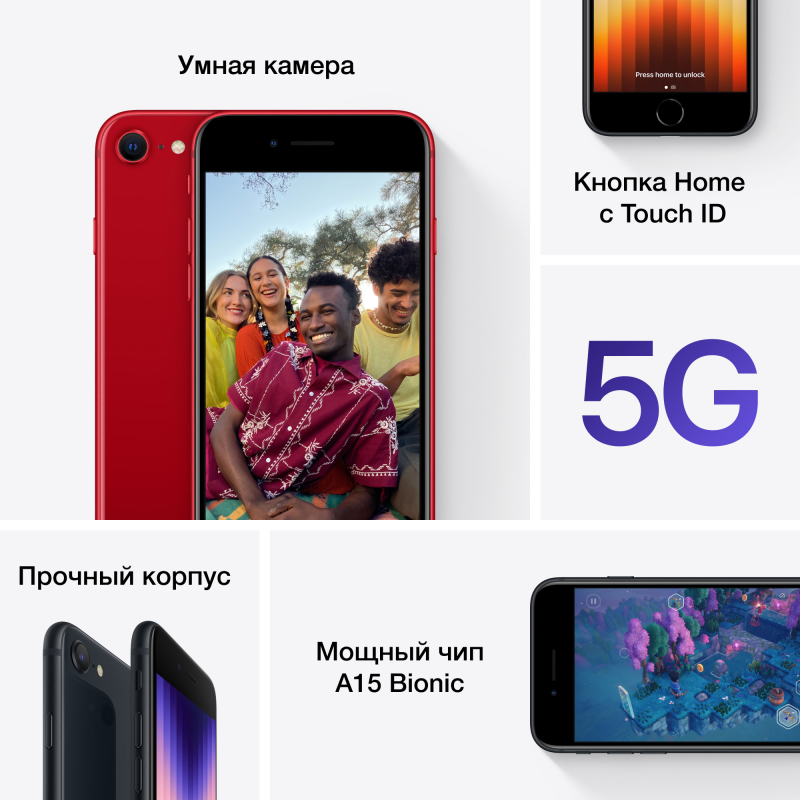 Умная камера
Press home to unlock
Кнопка Home
с Touch ID
5G
Прочный корпус
Мощный чип
A15 Bionic